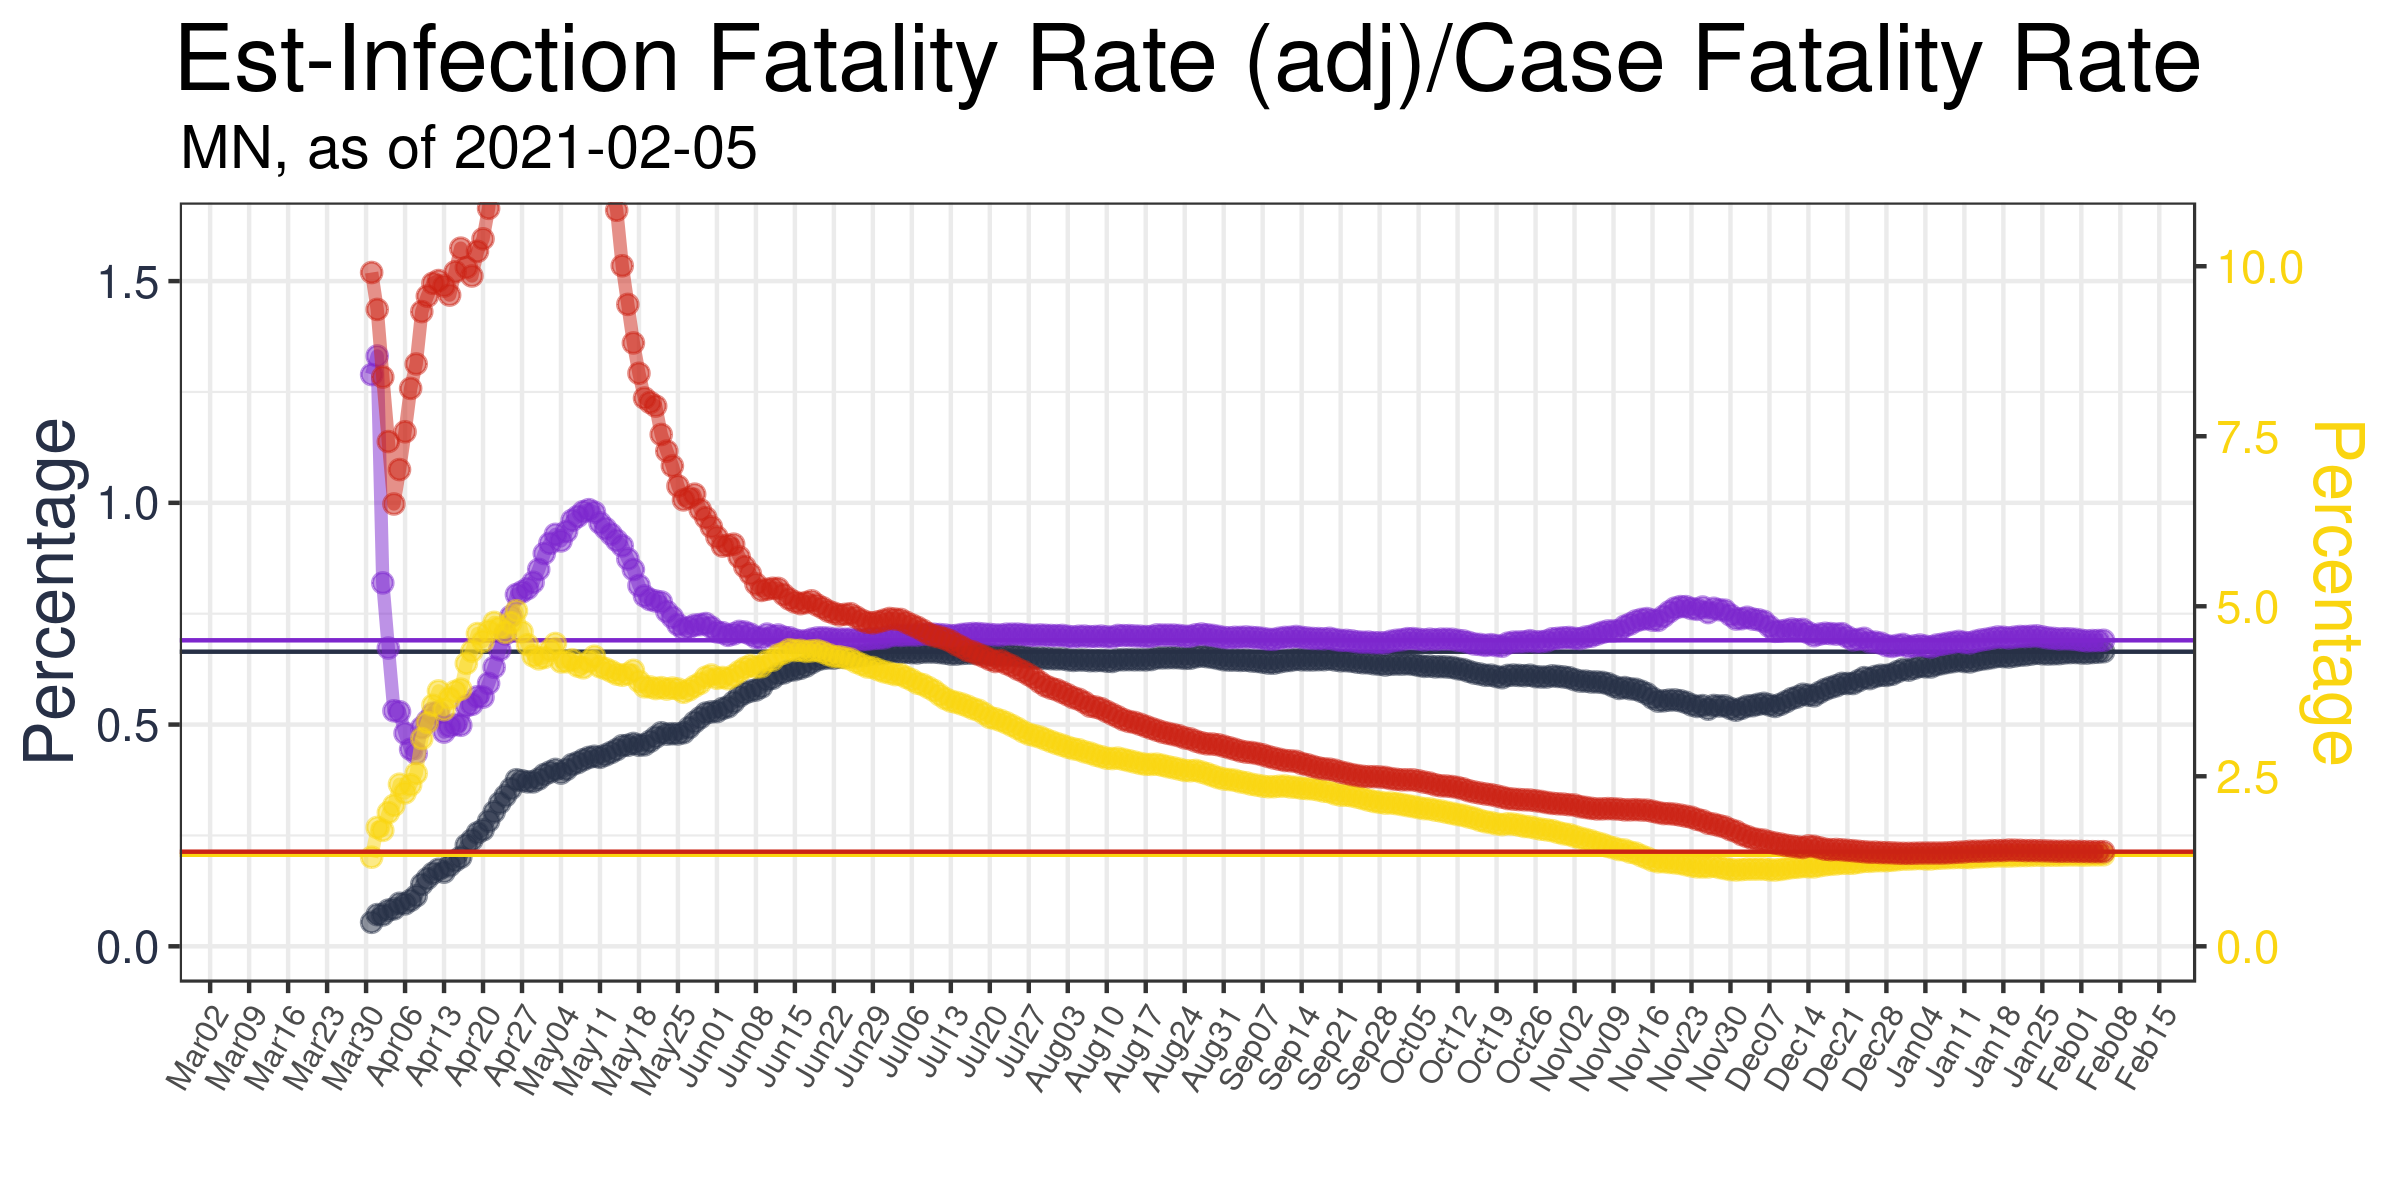 Est-Infection Fatality Rate (adj)/Case Fatality Rate
MN, as of 2021-02-05
Percentage
1.5
1.0
0.5
0.0
10.0
7.5
5.0
2.5
0.0
Percentage
Mar02
Mar09
Mar16
Mar23
Mar30
Apr06
Apr13
Apr20
Apr27
May04
May11
May18
May25
Jun01
Jun08
Jun15
Jun22
Jun29
Jul06
Jul13
Jul20
Jul27
Aug03
Aug10
Aug17
Aug24
Aug31
Sep07
Sep14
Sep21
Sep28
Oct05
Oct12
Oct19
Oct26
Nov02
Nov09
Nov16
Nov23
Nov30
Dec07
Dec14
Dec21
Dec28
Dec04
Jan11
Jan18
Jan25
Feb01
Feb08
Feb15